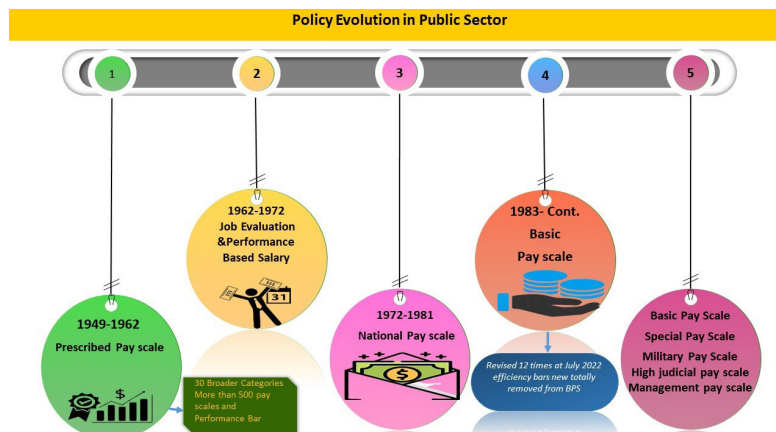 Policy Evolution in Public Sector
1
2
3
4
5
1949-1962
Prescribed Pay scale
$
30 Broader Categories
More than 500 pay
scales and
Performance Bar
1962-1972
Job Evaluation
&Performance
Based Salary
31
1972-1981
National Pay scale
$
1983- Cont.
Basic
Pay scale
Revised 12 times at July 2022
efficiency bars new totally
removed from BPS
Basic Pay Scale
Special Pay Scale
Military Pay Scale
High judicial pay scale
Management pay scale